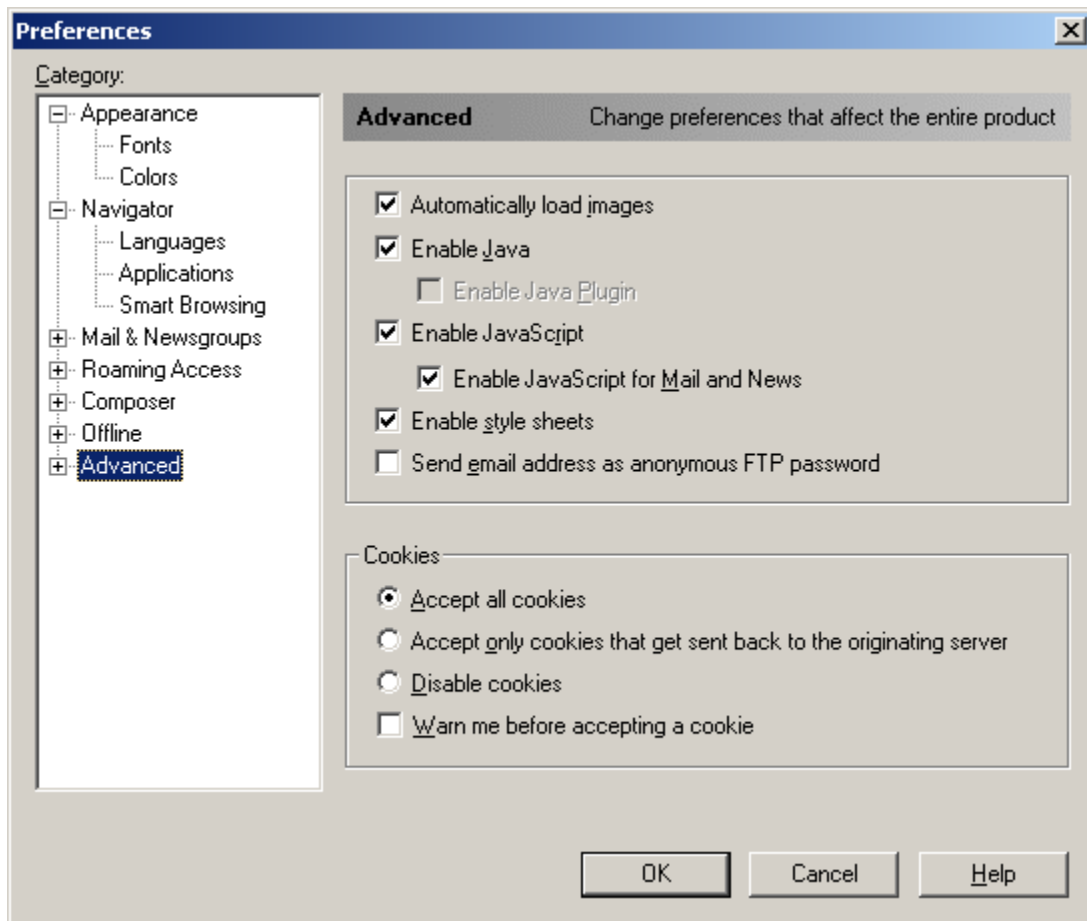 Preferences
Category:
Appearance
Fonts
Colors
Navigator
Languages
Applications
Smart Browsing
Mail & Newsgroups
Roaming Access
Composer
Offline
Advanced
Advanced Change preferences that affect the entire product
Automatically load images
Enable Java
Enable Java Plugin
Enable JavaScript
Enable JavaScript for Mail and News
Enable style sheets
Send email address as anonymous FTP password
Cookies
Accept all cookies
Accept only cookies that get sent back to the originating server
Disable cookies
Warn me before accepting a cookie
OK Cancel Help